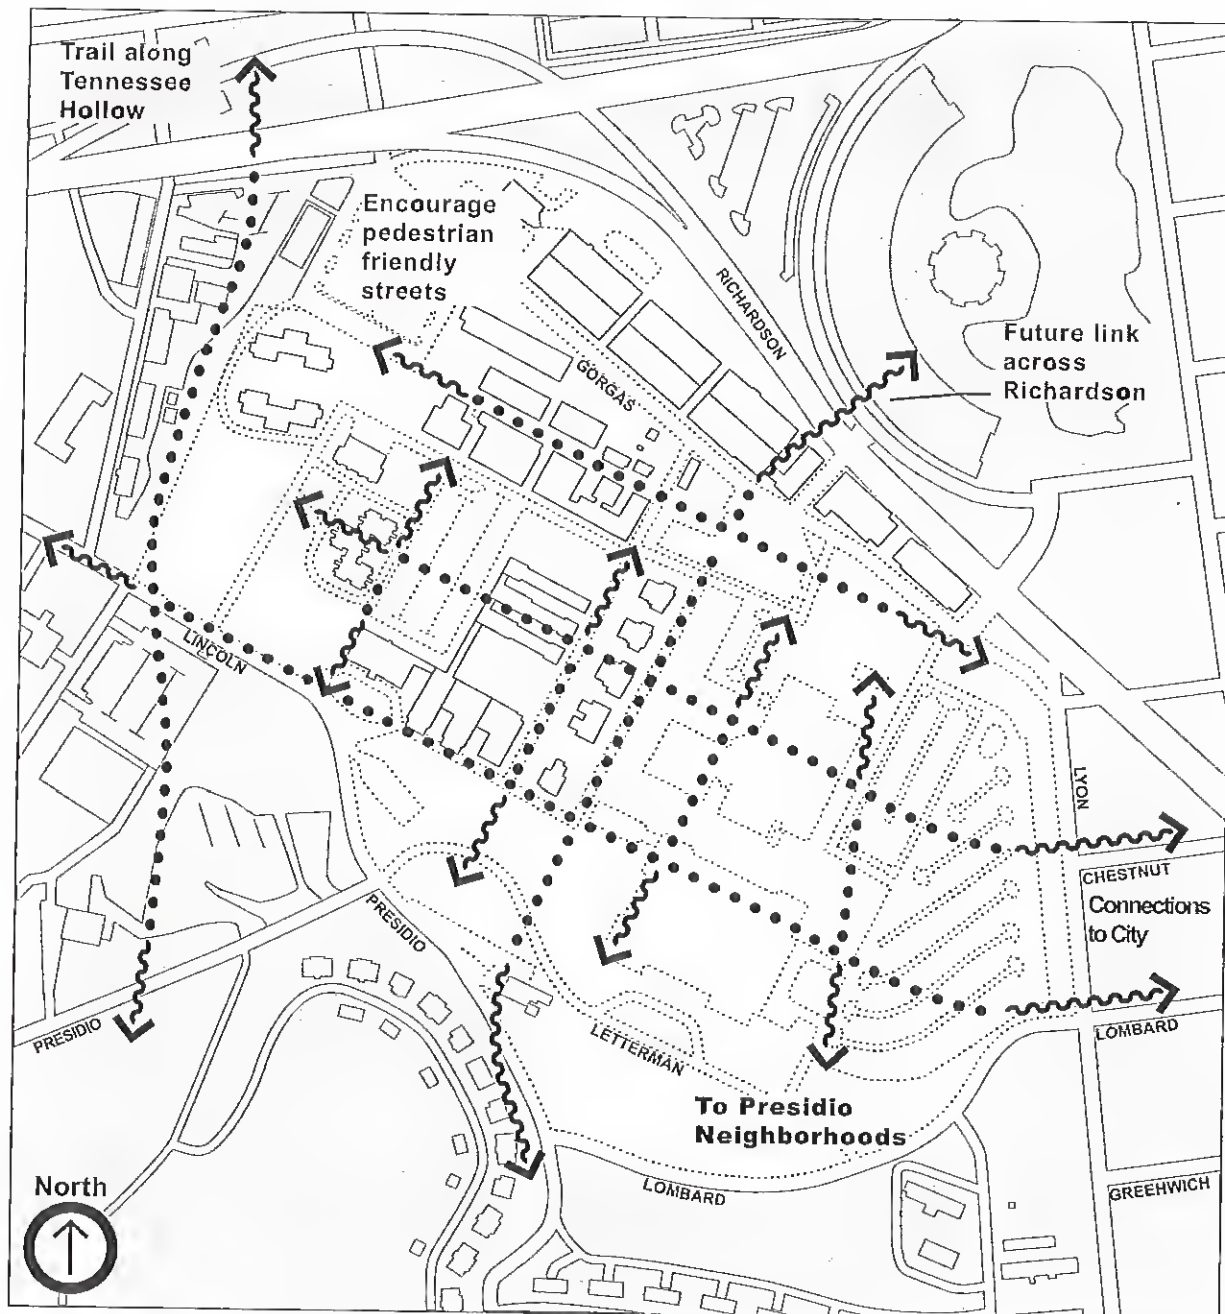 Trail along
Tennessee
Hollow
Encourage
pedestrian
friendly
streets
RICHARDSON
Future link
across
Richardson
GORGAS
LINCOLN
LYON
CHESTNUT
Connections
to City
PRESIDIO
PRESIDIO
LETTERMAN
LOMBARD
To Presidio
Neighborhoods
North
LOMBARD
GREEHWICH